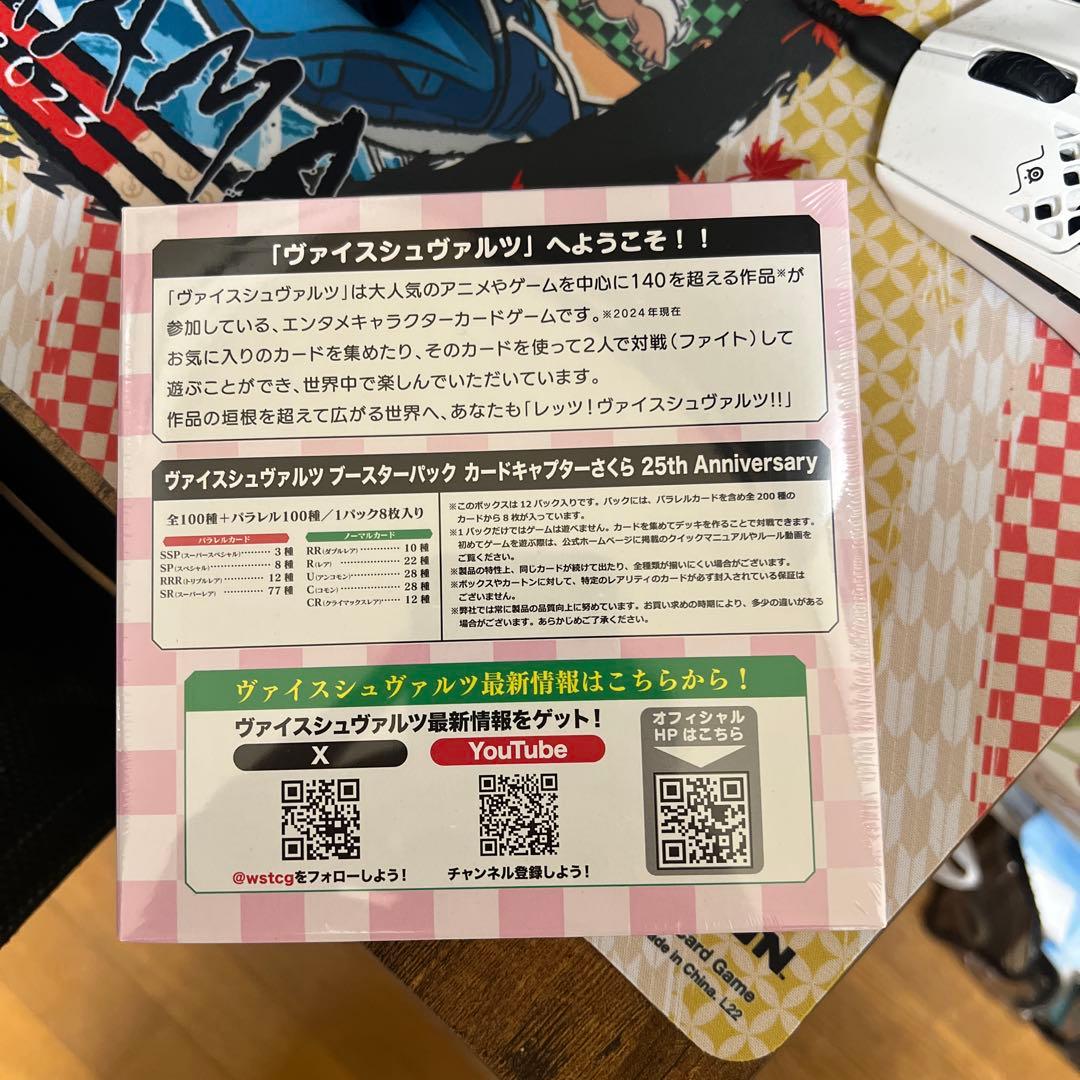 2023
「ヴァイスシュヴァルツ」へようこそ！！
「ヴァイスシュヴァルツ」は大人気のアニメやゲームを中心に140を超える作品※が
参加している、エンタメキャラクターカードゲームです。※2024年現在
お気に入りのカードを集めたり、そのカードを使って2人で対戦（ファイト）して
遊ぶことができ、世界中で楽しんでいただいています。
作品の垣根を超えて広がる世界へ、あなたも「レッツ！ヴァイスシュヴァルツ!!」
ヴァイスシュヴァルツ ブースターパック カードキャプターさくら 25th Anniversary
全100種＋パラレル100種／1パック8枚入り
パラレルカード
SSP(スーパースペシャル)………… 3種
SP(スペシャル)………… 8種
RRR(トリプルレア)………… 12種
SR(スーパーレア)………… 77種
ノーマルカード
RR(ダブルレア)………… 10種
R(レア)………… 22種
U(アンコモン)………… 28種
C(コモン)………… 28種
CR(クライマックスレア)………… 12種
※このボックスは12パック入りです。パックには、パラレルカードを含め全200種の
カードから8枚が入っています。
※1パックだけではゲームは遊べません。カードを集めてデッキを作ることで対戦できます。
初めてゲームを遊ぶ際は、公式ホームページに掲載のクイックマニュアルやルール動画を
ご覧ください。
※製品の特性上、同じカードが続けて出たり、全種類が揃いにくい場合がございます。
※ボックスやカートンに対して、特定のレアリティのカードが必ず封入されている保証は
ございません。
※弊社では常に製品の品質向上に努めています。お買い求めの時期により、多少の違いがある
場合がございます。あらかじめご了承ください。
ヴァイスシュヴァルツ最新情報はこちらから！
ヴァイスシュヴァルツ最新情報をゲット！
X
YouTube
オフィシャル
HPはこちら
@wstcgをフォローしよう！
チャンネル登録しよう！
Card Game
Made in China. L22